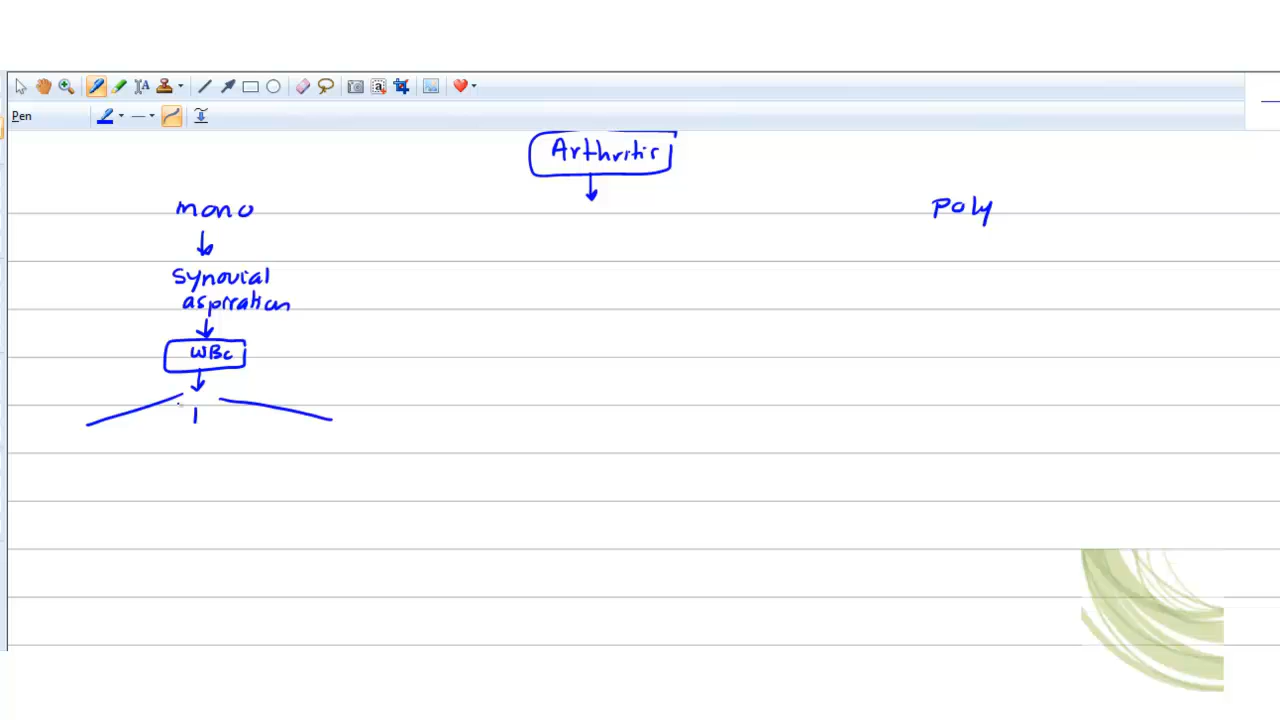 Pen
Arthritis
mono
Poly
Synovial
aspiration
WBc